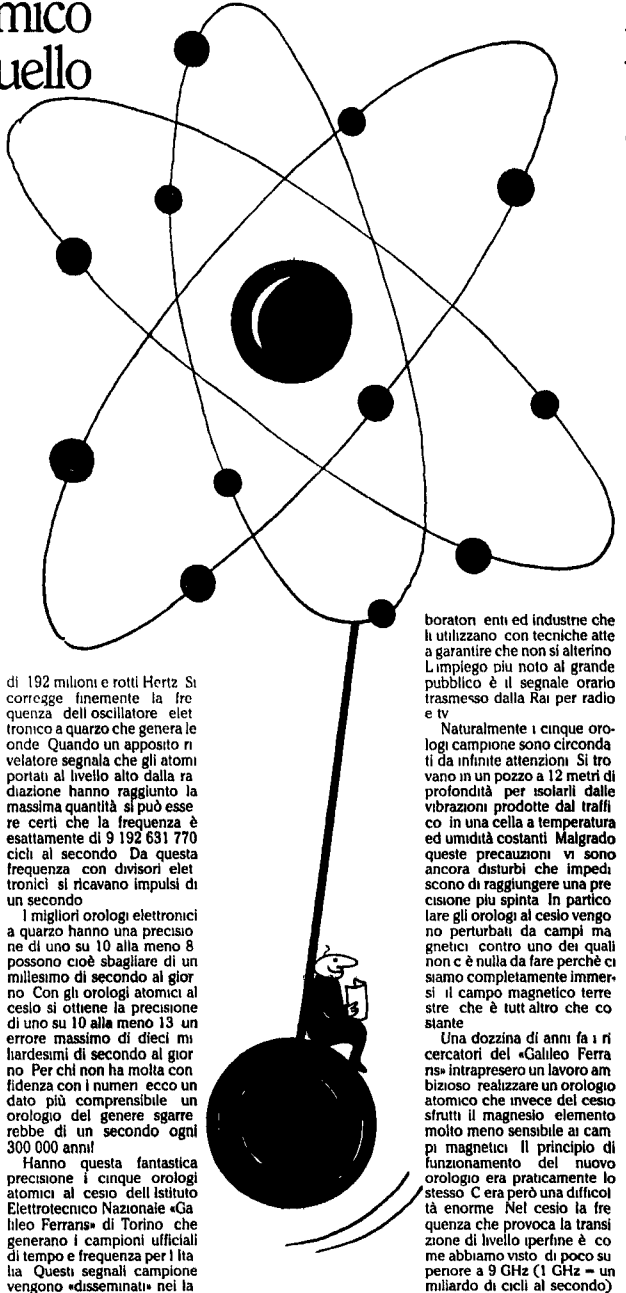 mico
uello
di 192 milioni e rotti Hertz Si
corregge finemente la fre
quenza dell oscillatore elet
tronico a quarzo che genera le
onde Quando un apposito ri
velatore segnala che gli atomi
portati al livello alto dalla ra
diazione hanno raggiunto la
massima quantità si può esse
re certi che la frequenza è
esattamente di 9 192 631 770
cicli al secondo Da questa
frequenza con divisori elet
tronici si ricavano impulsi di
un secondo
I migliori orologi elettronici
a quarzo hanno una precisio
ne di uno su 10 alla meno 8
possono cioè sbagliare di un
millesimo di secondo al gior
no Con gli orologi atomici al
cesio si ottiene la precisione
di uno su 10 alla meno 13 un
errore massimo di dieci mi
liardesimi di secondo al gior
no Per chi non ha molta con
fidenza con i numeri ecco un
dato più comprensibile un
orologio del genere sgarre
rebbe di un secondo ogni
300 000 anni!
Hanno questa fantastica
precisione i cinque orologi
atomici al cesio dell Istituto
Elettrotecnico Nazionale «Ga
lileo Ferraris» di Torino che
generano i campioni ufficiali
di tempo e frequenza per l Ita
lia Questi segnali campione
vengono «disseminati» nei la
boratori enti ed industrie che
li utilizzano con tecniche atte
a garantire che non si alterino
L impiego piu noto al grande
pubblico è il segnale orario
trasmesso dalla Rai per radio
e tv
Naturalmente i cinque oro-
logi campione sono circonda
ti da infinite attenzioni Si tro
vano in un pozzo a 12 metri di
profondità per isolarli dalle
vibrazioni prodotte dal traffi
co in una cella a temperatura
ed umidità costanti Malgrado
queste precauzioni vi sono
ancora disturbi che impedi
scono di raggiungere una pre
cisione piu spinta In partico
lare gli orologi al cesio vengo
no perturbati da campi ma
gnetici contro uno dei quali
non c è nulla da fare perchè ci
siamo completamente immer-
si il campo magnetico terre
stre che è tutt altro che co
stante
Una dozzina di anni fa i ri
cercatori del «Galileo Ferra
ris» intrapresero un lavoro am
bizioso realizzare un orologio
atomico che invece del cesio
sfrutti il magnesio elemento
molto meno sensibile ai cam
pi magnetici Il principio di
funzionamento del nuovo
orologio era praticamente lo
stesso C era però una difficol
tà enorme Nel cesio la fre
quenza che provoca la transi
zione di livello iperfine è co
me abbiamo visto di poco su
periore a 9 GHz (1 GHz = un
miliardo di cicli al secondo)